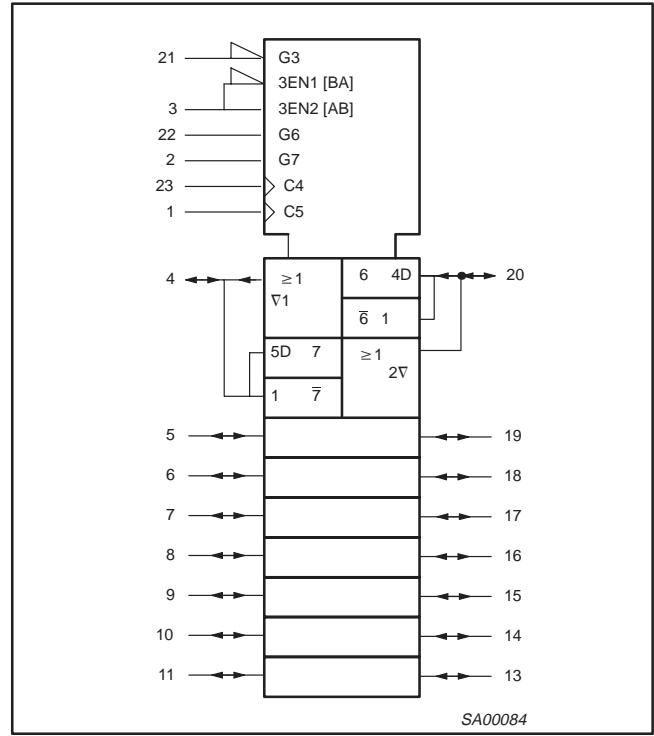 21 G3
3EN1 [BA]
3 3EN2 [AB]
22 G6
2 G7
23 C4
1 C5
4 ≥1 6 4D 20
∇1
6̅ 1
5D 7 ≥1
2∇
1 7̅
5 19
6 18
7 17
8 16
9 15
10 14
11 13
SA00084